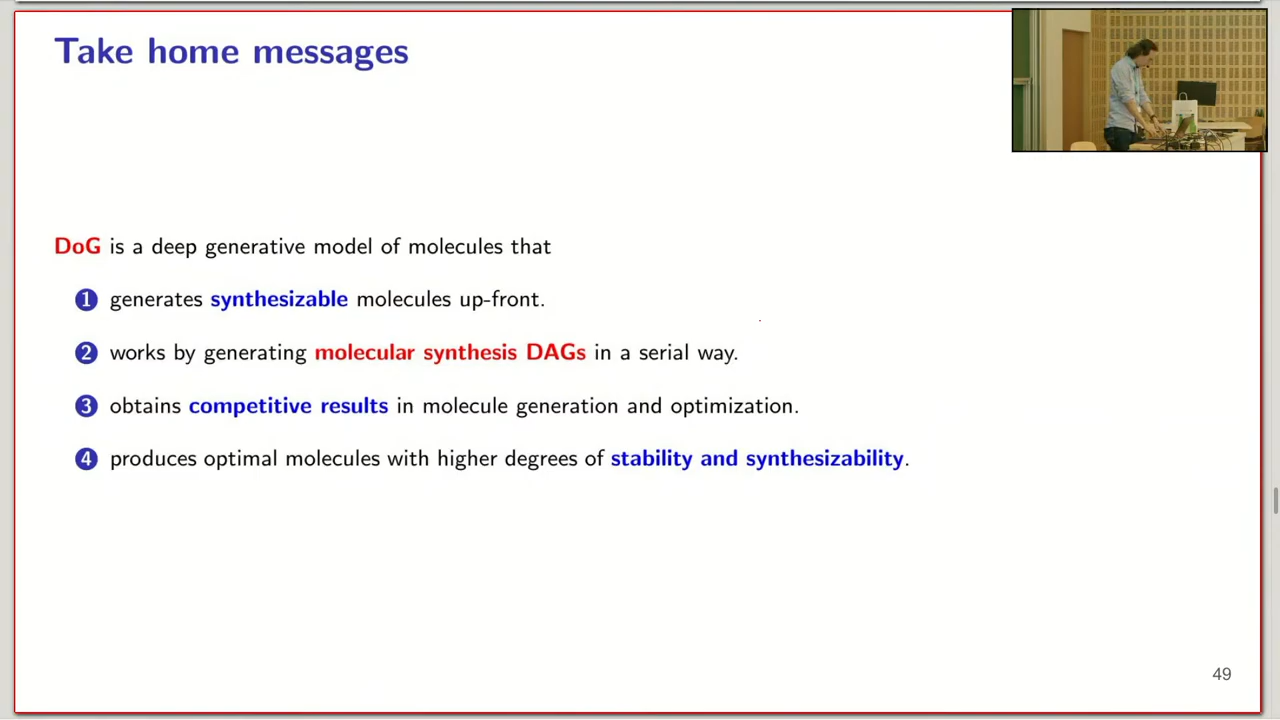 Take home messages
DoG is a deep generative model of molecules that
1 generates synthesizable molecules up-front.
2 works by generating molecular synthesis DAGs in a serial way.
3 obtains competitive results in molecule generation and optimization.
4 produces optimal molecules with higher degrees of stability and synthesizability.
49